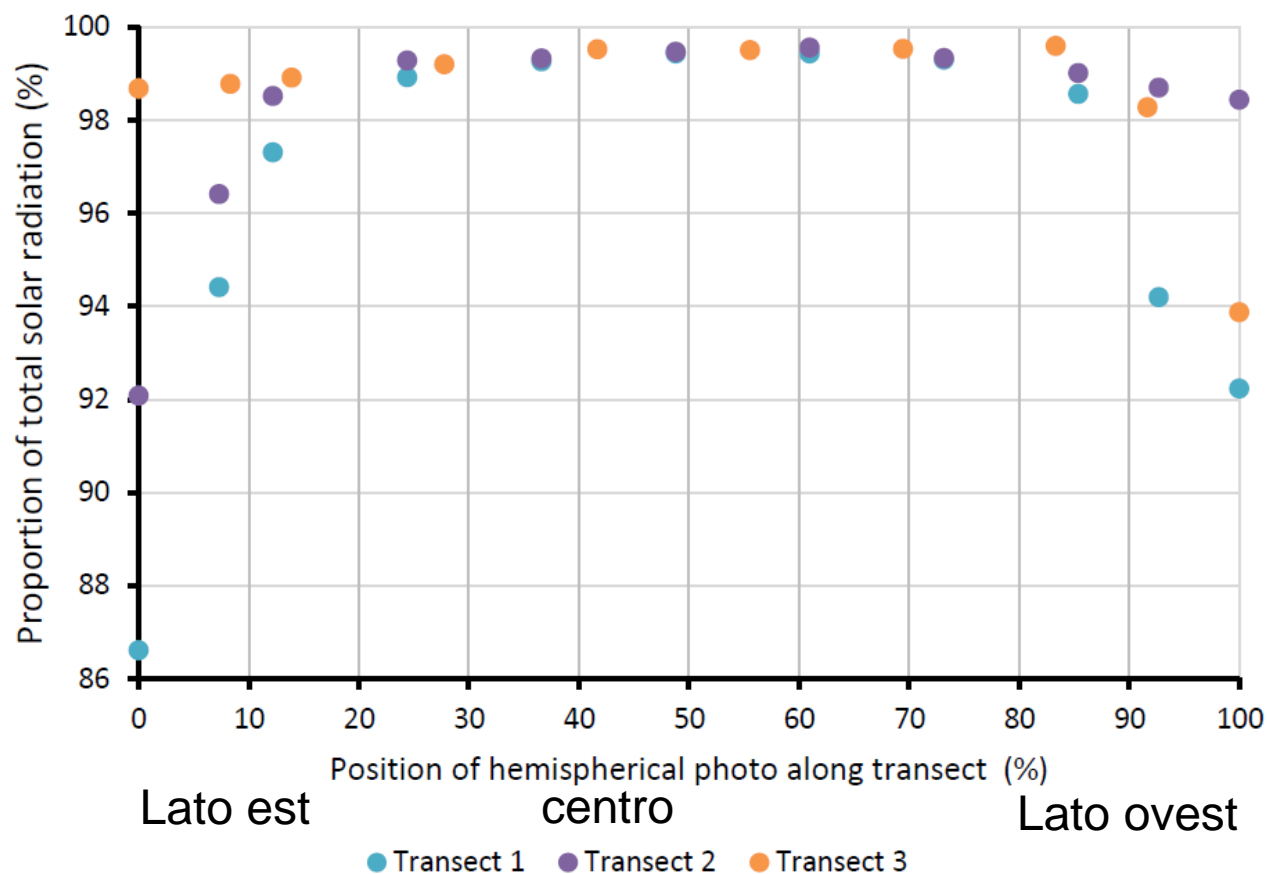 Proportion of total solar radiation (%)
100
98
96
94
92
90
88
86
0 10 20 30 40 50 60 70 80 90 100
Position of hemispherical photo along transect (%)
Lato est centro Lato ovest
Transect 1 Transect 2 Transect 3